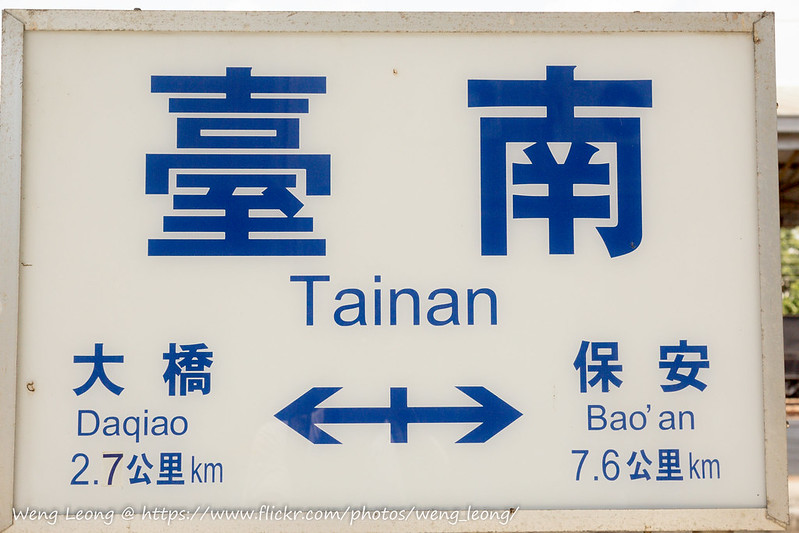 臺南
Tainan
大橋
Daqiao
2.7公里km
保安
Bao'an
7.6公里km
Weng Leong @ https://www.flickr.com/photos/weng_leong/